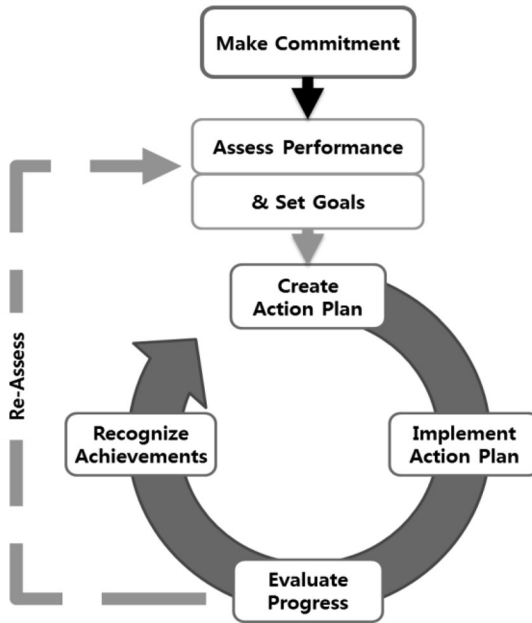 Make Commitment
Assess Performance
& Set Goals
Create
Action Plan
Re-Assess
Recognize
Achievements
Implement
Action Plan
Evaluate
Progress